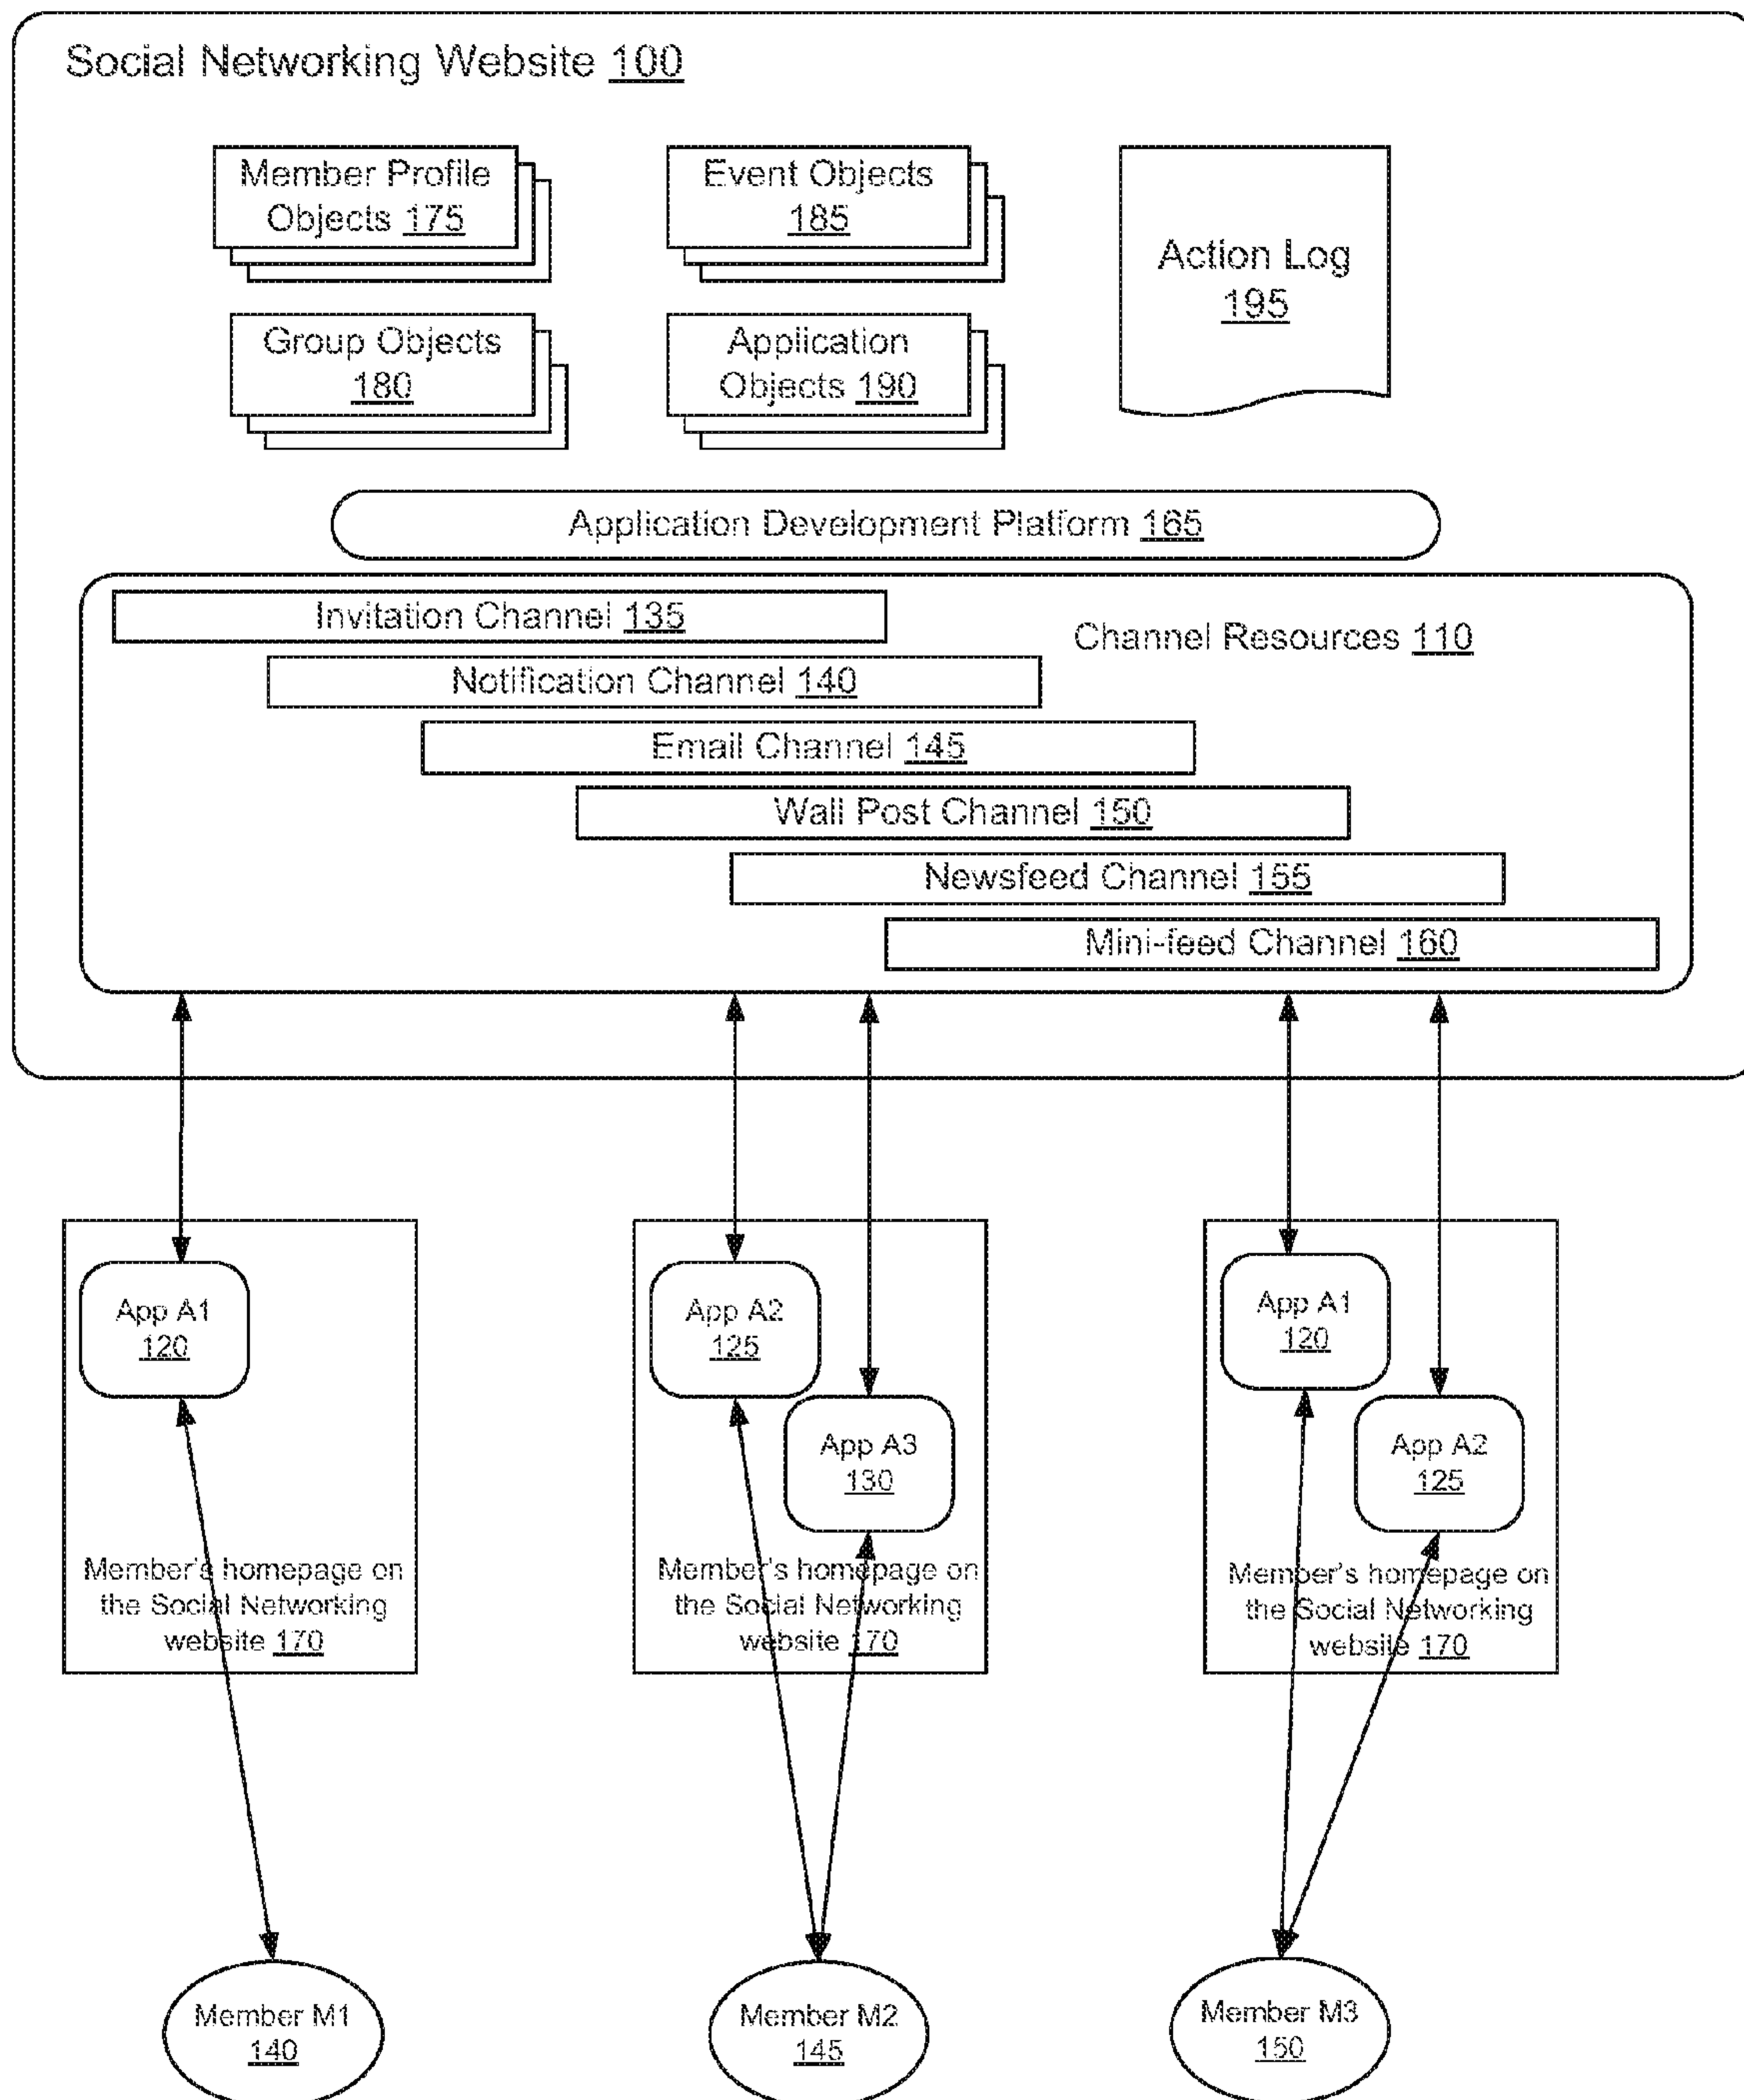 Social Networking Website 100
Member Profile
Objects 175
Event Objects
185
Action Log
195
Group Objects
180
Application
Objects 190
Application Development Platform 165
Invitation Channel 135
Channel Resources 110
Notification Channel 140
Email Channel 145
Wall Post Channel 150
Newsfeed Channel 155
Mini-feed Channel 160
App A1
120
Member's homepage on
the Social Networking
website 170
App A2
125
App A3
130
Member's homepage on
the Social Networking
website 170
App A1
120
App A2
125
Member's homepage on
the Social Networking
website 170
Member M1
140
Member M2
145
Member M3
150